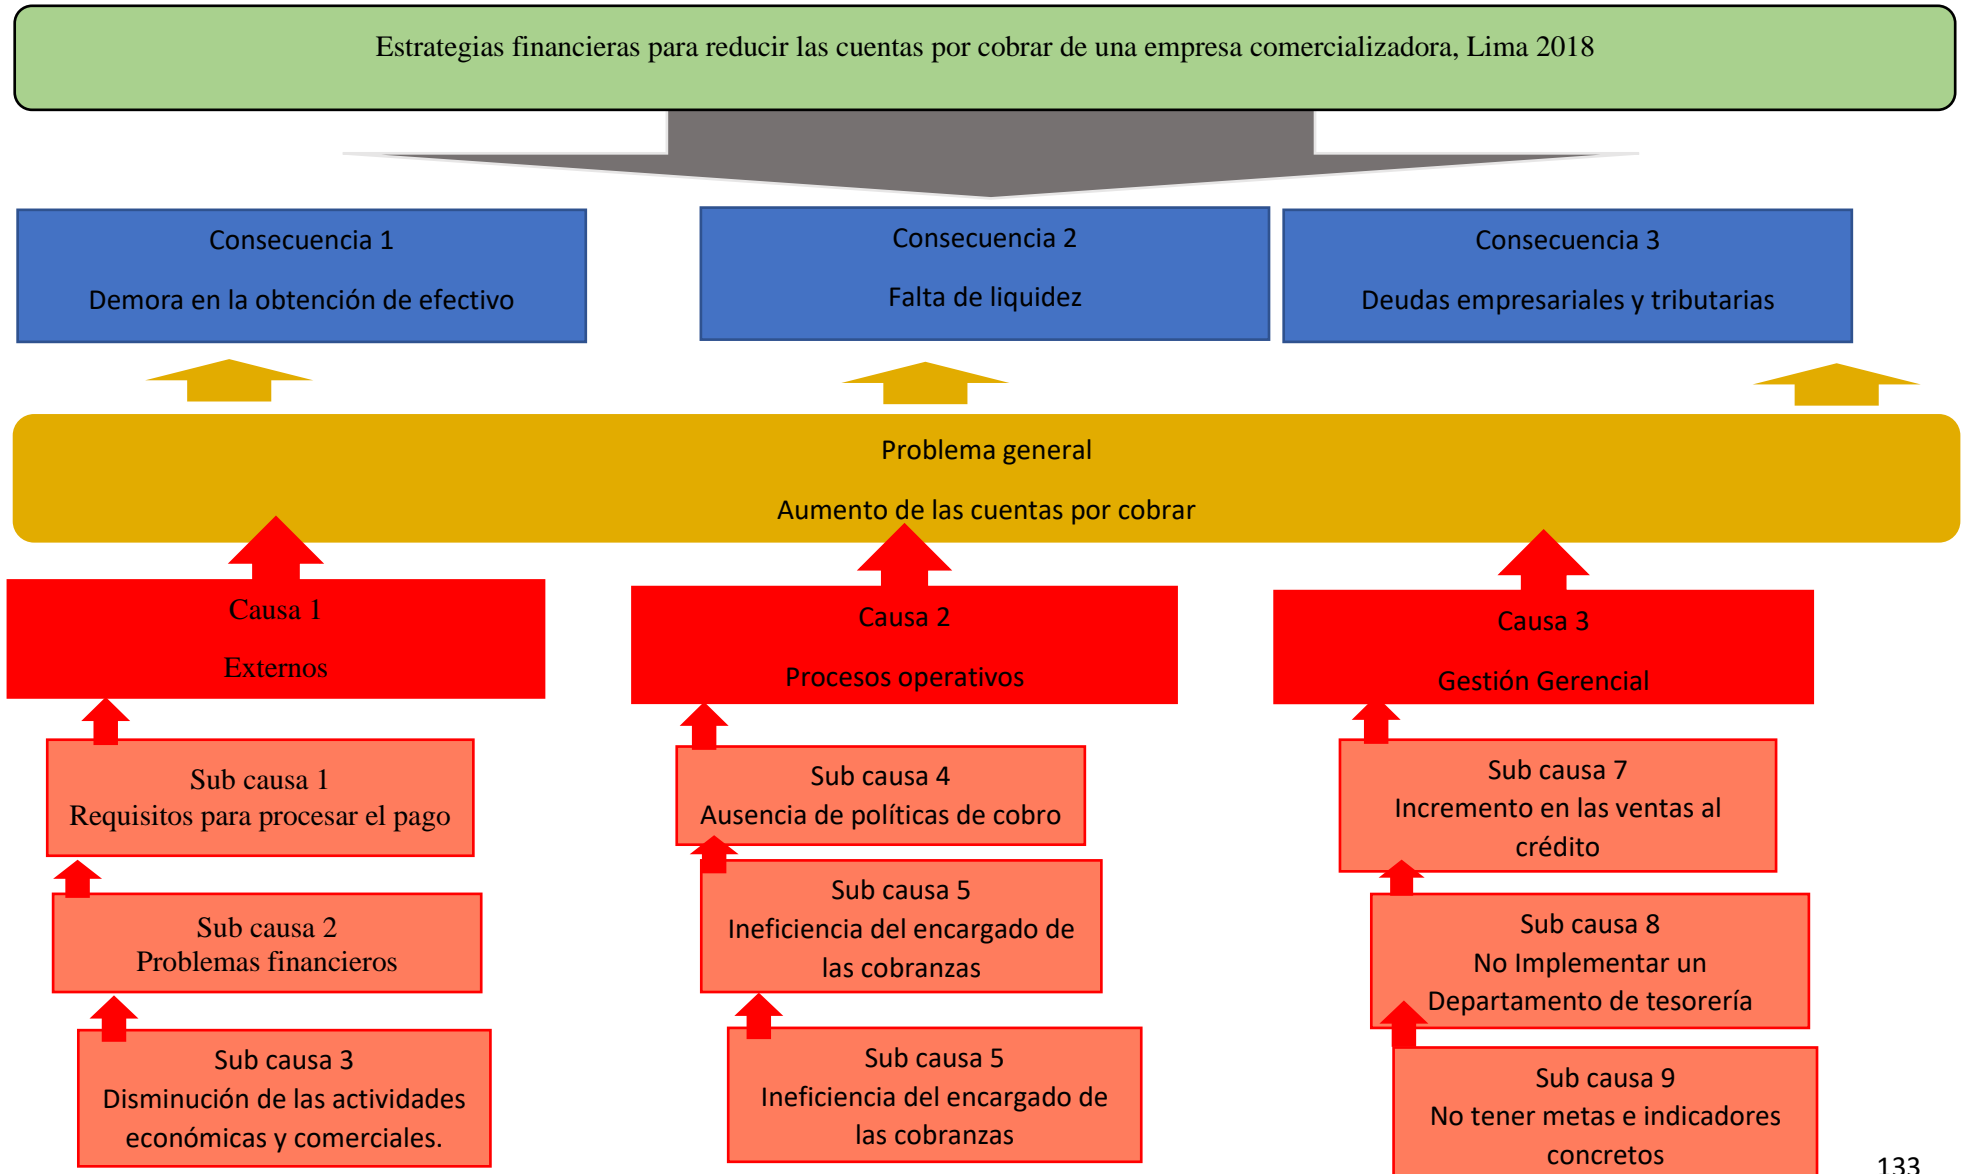 Estrategias financieras para reducir las cuentas por cobrar de una empresa comercializadora, Lima 2018
Consecuencia 1
Demora en la obtención de efectivo
Consecuencia 2
Falta de liquidez
Consecuencia 3
Deudas empresariales y tributarias
Problema general
Aumento de las cuentas por cobrar
Causa 1
Externos
Causa 2
Procesos operativos
Causa 3
Gestión Gerencial
Sub causa 1
Requisitos para procesar el pago
Sub causa 2
Problemas financieros
Sub causa 3
Disminución de las actividades
económicas y comerciales.
Sub causa 4
Ausencia de políticas de cobro
Sub causa 5
Ineficiencia del encargado de
las cobranzas
Sub causa 5
Ineficiencia del encargado de
las cobranzas
Sub causa 7
Incremento en las ventas al
crédito
Sub causa 8
No Implementar un
Departamento de tesorería
Sub causa 9
No tener metas e indicadores
concretos
133